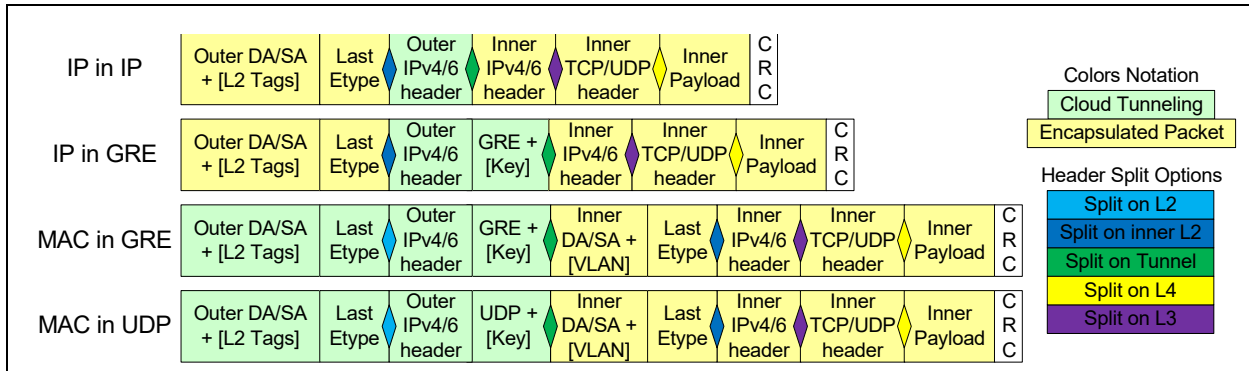 IP in IP
Outer DA/SA
+ [L2 Tags]
Last
Etype
Outer
IPv4/6
header
Inner
IPv4/6
header
Inner
TCP/UDP
header
Inner
Payload
C
R
C
IP in GRE
Outer DA/SA
+ [L2 Tags]
Last
Etype
Outer
IPv4/6
header
GRE +
[Key]
Inner
IPv4/6
header
Inner
TCP/UDP
header
Inner
Payload
C
R
C
MAC in GRE
Outer DA/SA
+ [L2 Tags]
Last
Etype
Outer
IPv4/6
header
GRE +
[Key]
Inner
DA/SA +
[VLAN]
Last
Etype
Inner
IPv4/6
header
Inner
TCP/UDP
header
Inner
Payload
C
R
C
MAC in UDP
Outer DA/SA
+ [L2 Tags]
Last
Etype
Outer
IPv4/6
header
UDP +
[Key]
Inner
DA/SA +
[VLAN]
Last
Etype
Inner
IPv4/6
header
Inner
TCP/UDP
header
Inner
Payload
C
R
C
Colors Notation
Cloud Tunneling
Encapsulated Packet
Header Split Options
Split on L2
Split on inner L2
Split on Tunnel
Split on L4
Split on L3